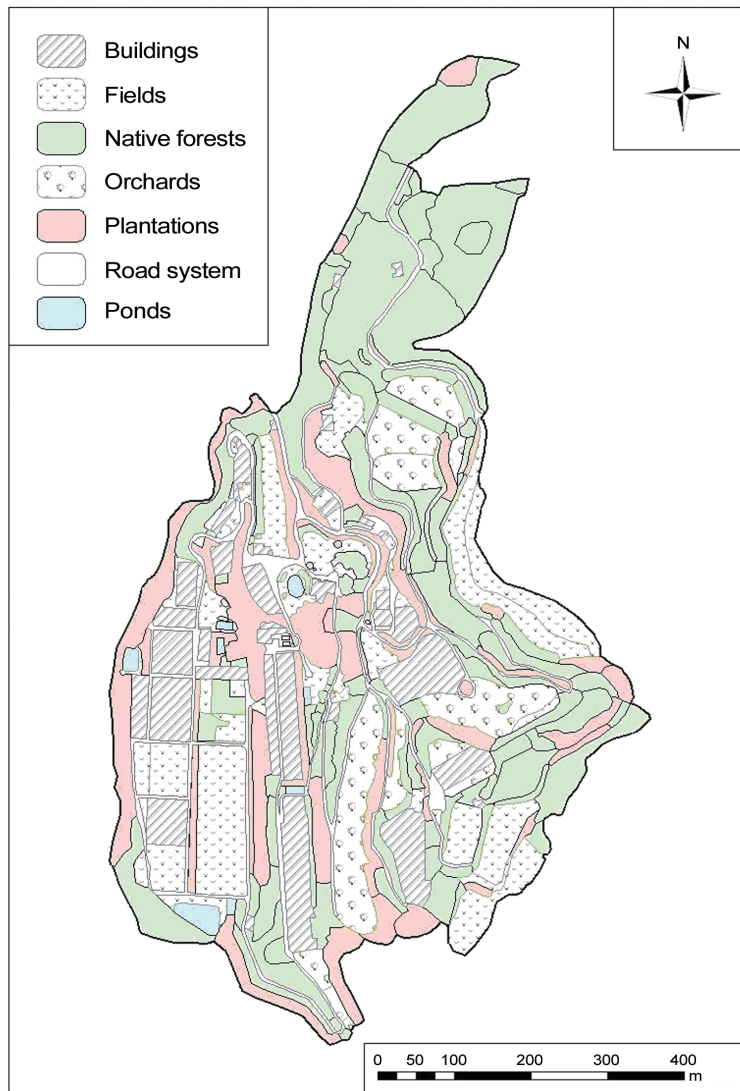 Buildings
Fields
Native forests
Orchards
Plantations
Road system
Ponds
N
0 50 100 200 300 400
m